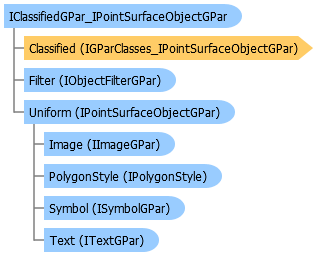 IClassifiedGPar_IPointSurfaceObjectGPar
Classified (IGParClasses_IPointSurfaceObjectGPar)
Filter (IObjectFilterGPar)
Uniform (IPointSurfaceObjectGPar)
Image (IImageGPar)
PolygonStyle (IPolygonStyle)
Symbol (ISymbolGPar)
Text (ITextGPar)